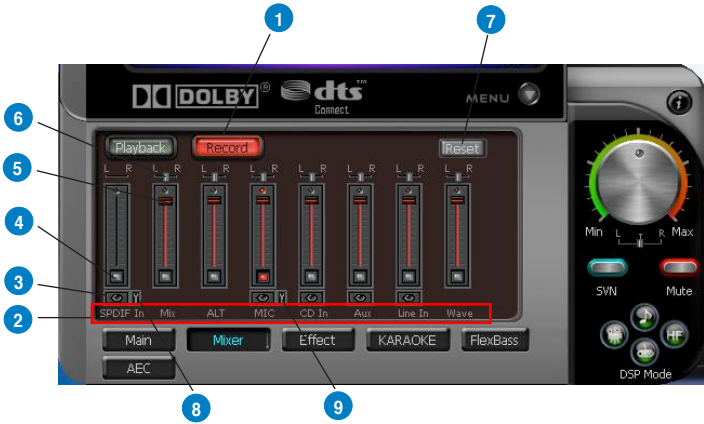 1
7
DOLBY®
dts™
Connect
MENU
i
6
Playback
Record
Reset
L R L R L R L R L R L R L R L R
5
4
3
2
SPDIF In Mix ALT MIC CD In Aux Line In Wave
Min L R Max
SVN Mute
HF
DSP Mode
Main Mixer Effect KARAOKE FlexBass
AEC
8
9